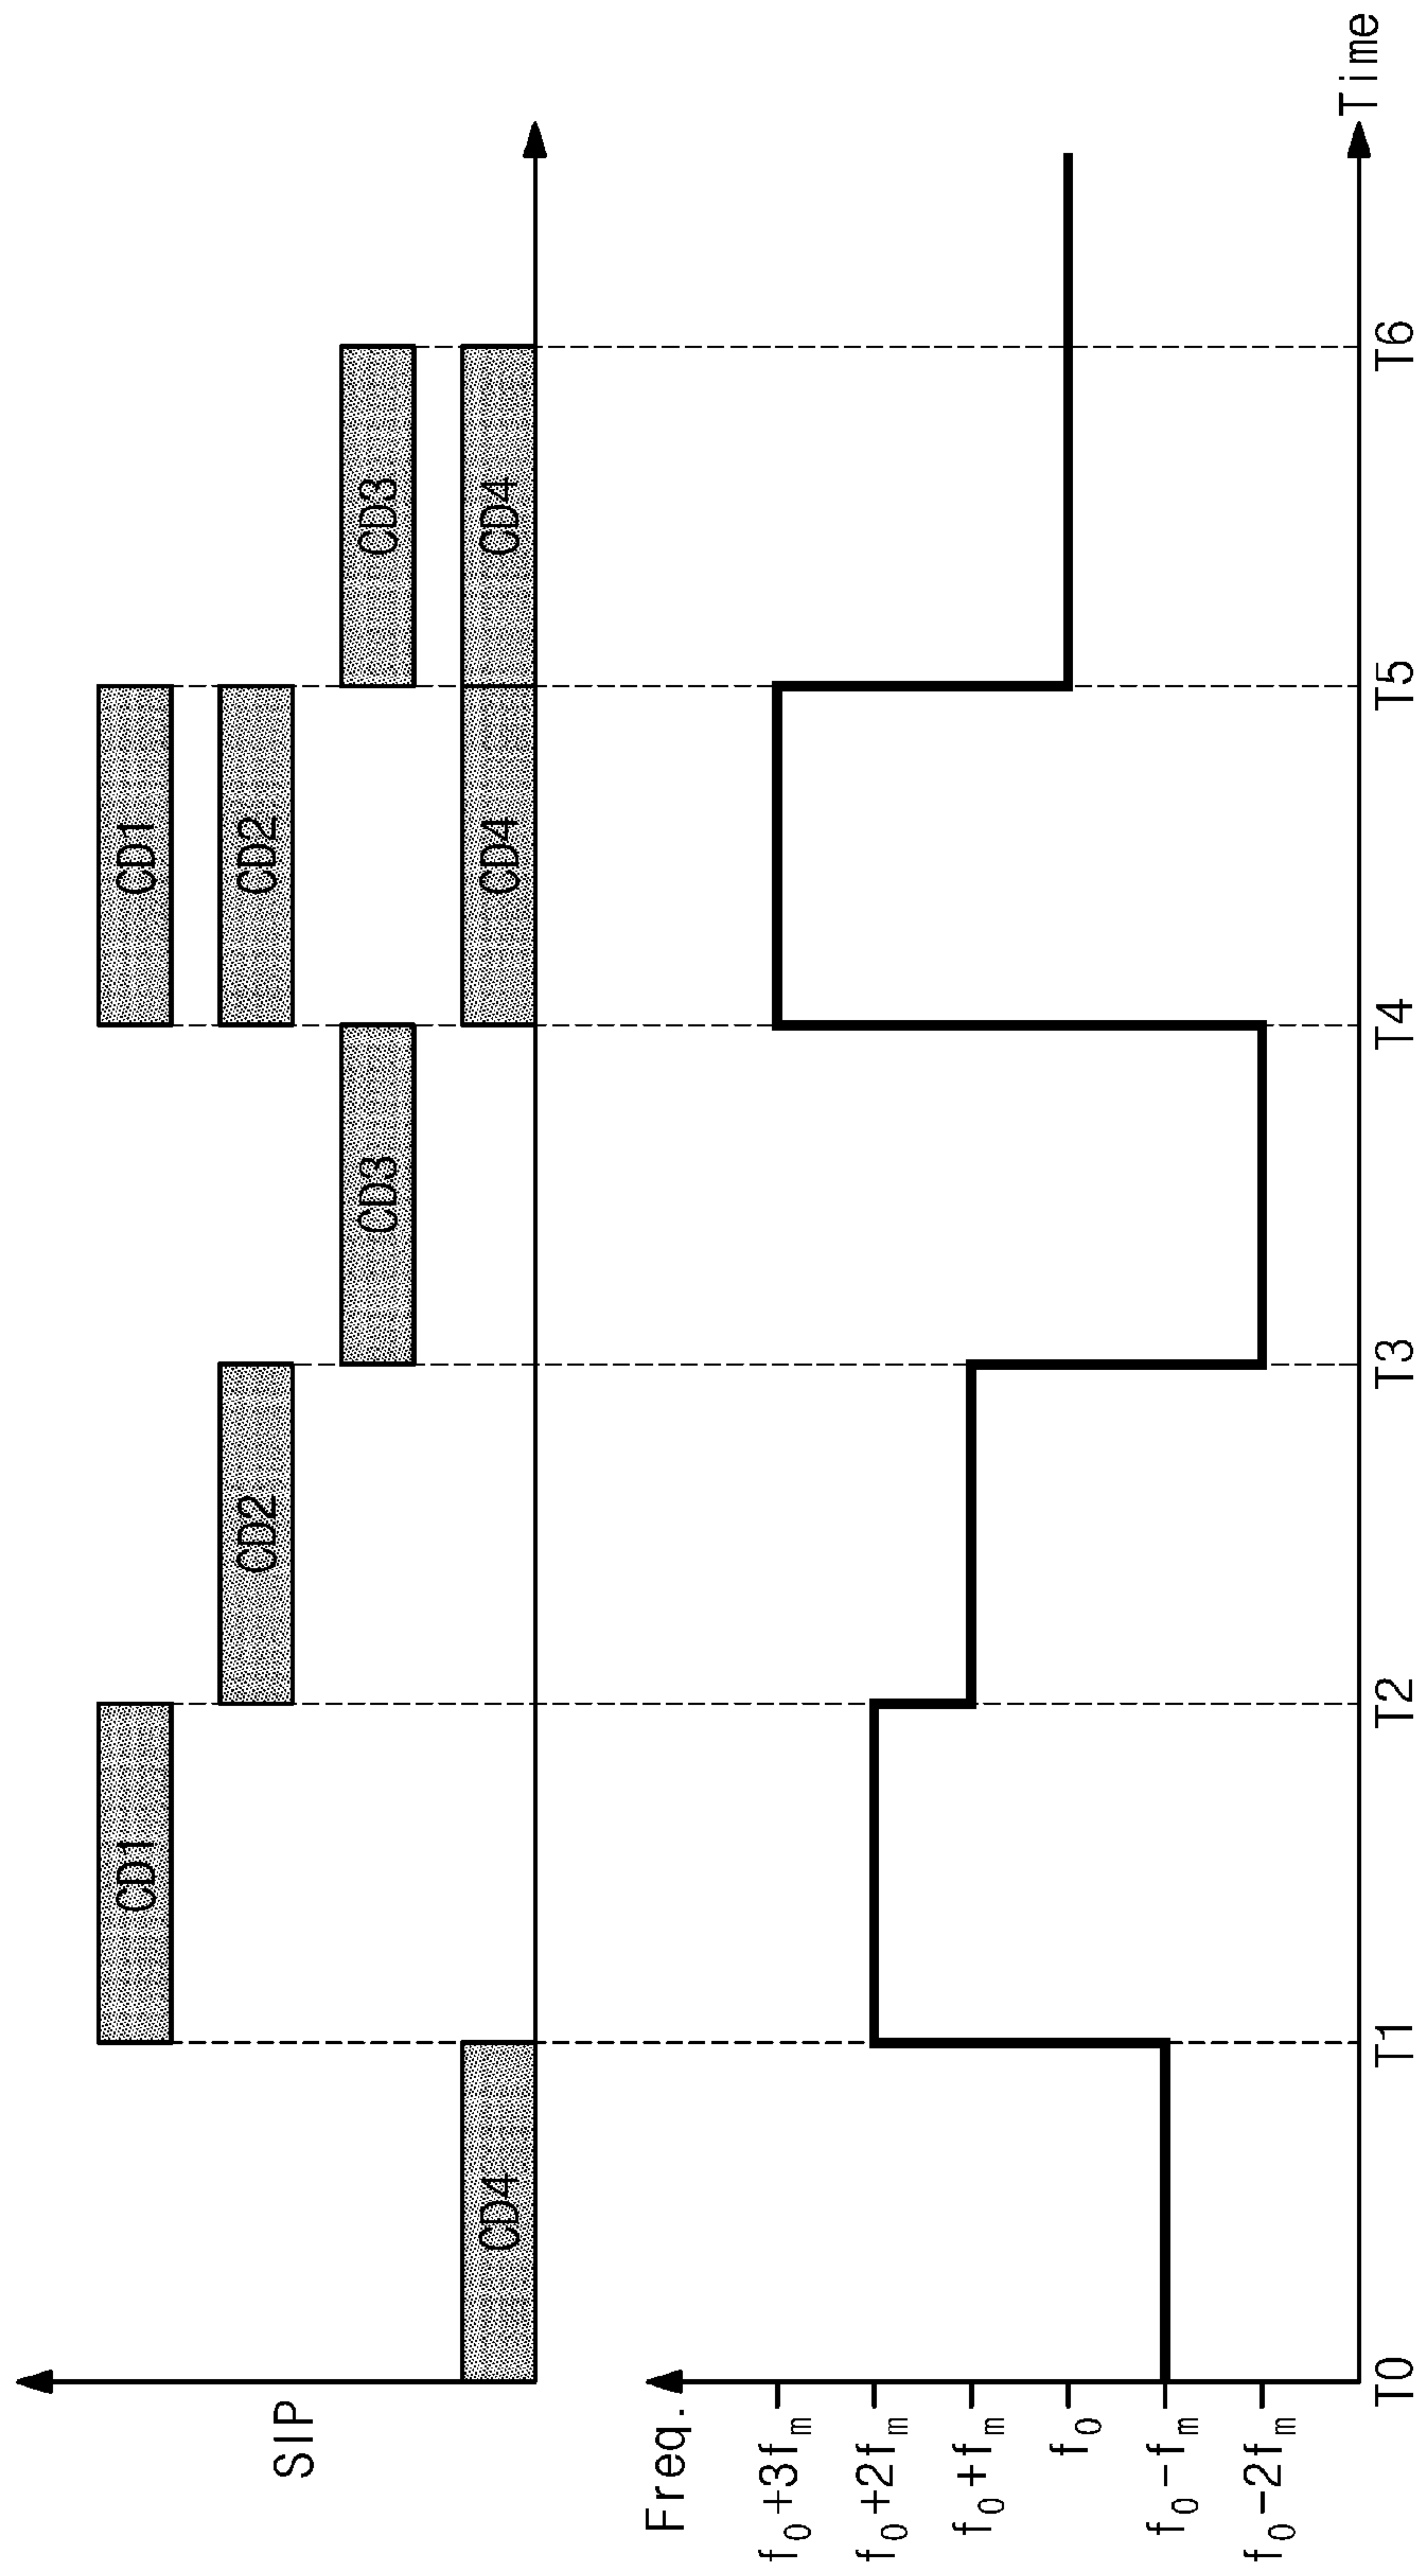 SIP
CD1
CD1
CD2
CD2
CD3
CD3
CD4
CD4
CD4
Freq.
f₀+3fₘ
f₀+2fₘ
f₀+fₘ
f₀
f₀-fₘ
f₀-2fₘ
T0 T1 T2 T3 T4 T5 T6 Time